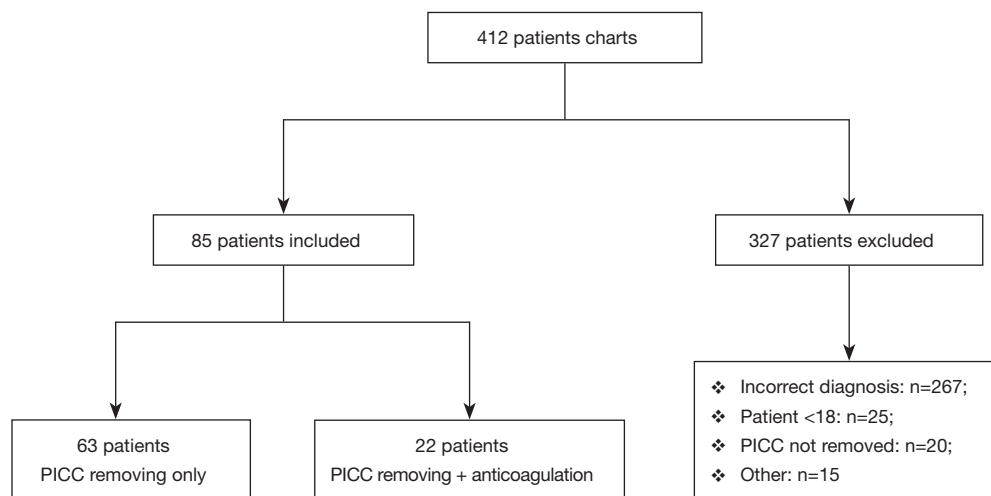 412 patients charts
85 patients included
327 patients excluded
63 patients
PICC removing only
22 patients
PICC removing + anticoagulation
❖ Incorrect diagnosis: n=267;
❖ Patient <18: n=25;
❖ PICC not removed: n=20;
❖ Other: n=15